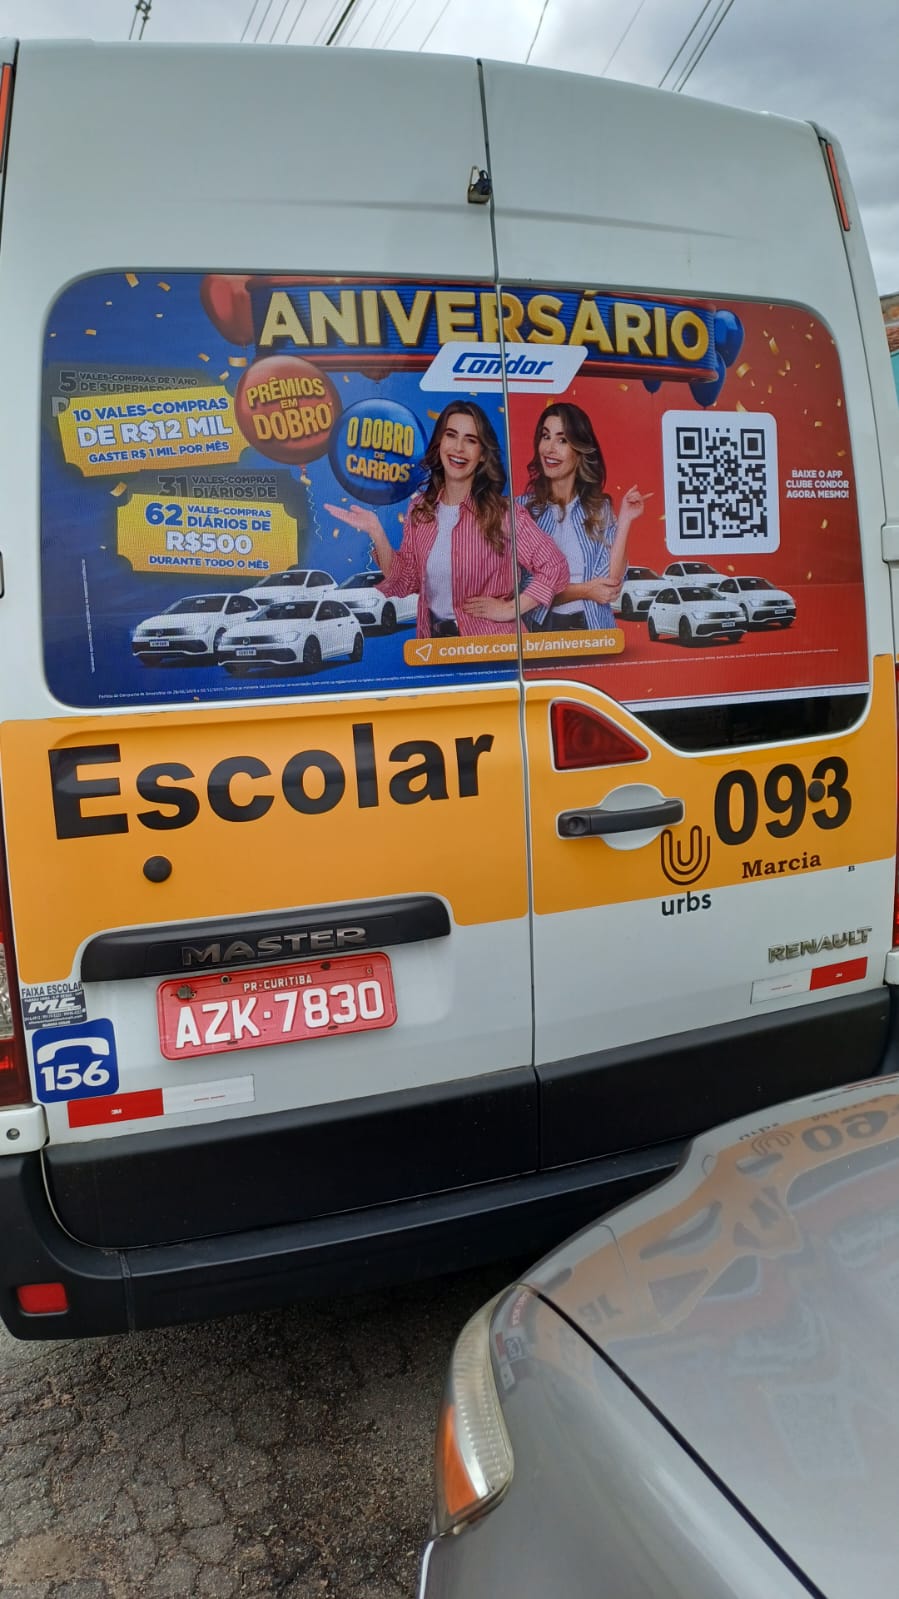 ANIVERSÁRIO
Condor
5 VALES-COMPRAS DE 1 ANO
DE
10 VALES-COMPRAS
DE R$12 MIL
GASTE R$ 1 MIL POR MÊS
PRÊMIOS
EM
DOBRO*
O DOBRO
DE
CARROS*
31 VALES-COMPRAS
DIÁRIOS DE
62 VALES-COMPRAS
DIÁRIOS DE
R$500
DURANTE TODO O MÊS
BAIXE O APP
CLUBE CONDOR
AGORA MESMO!
condor.com.br/aniversario
Escolar
093
Marcia
urbs
MASTER
RENAULT
PR-CURITIBA
AZK·7830
FAIXA ESCOLAR
MC
156
3M